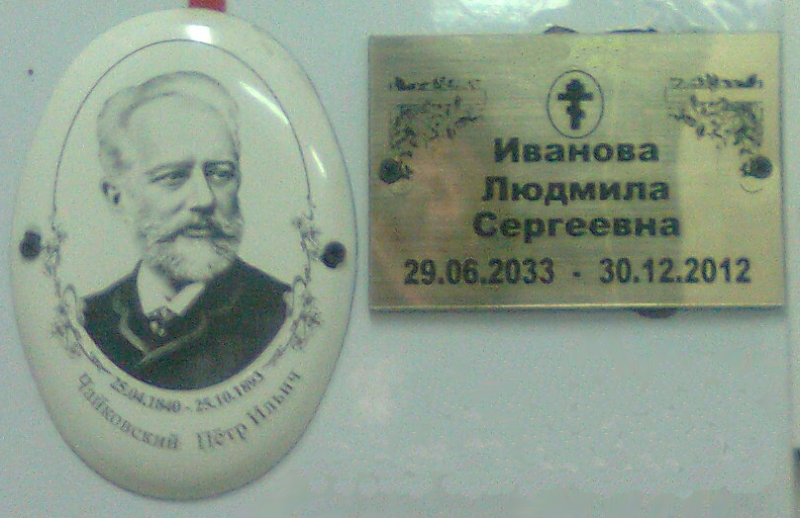 25.04.1840 - 25.10.1893
Чайковский Пётр Ильич
Иванова
Людмила
Сергеевна
29.06.2033 - 30.12.2012